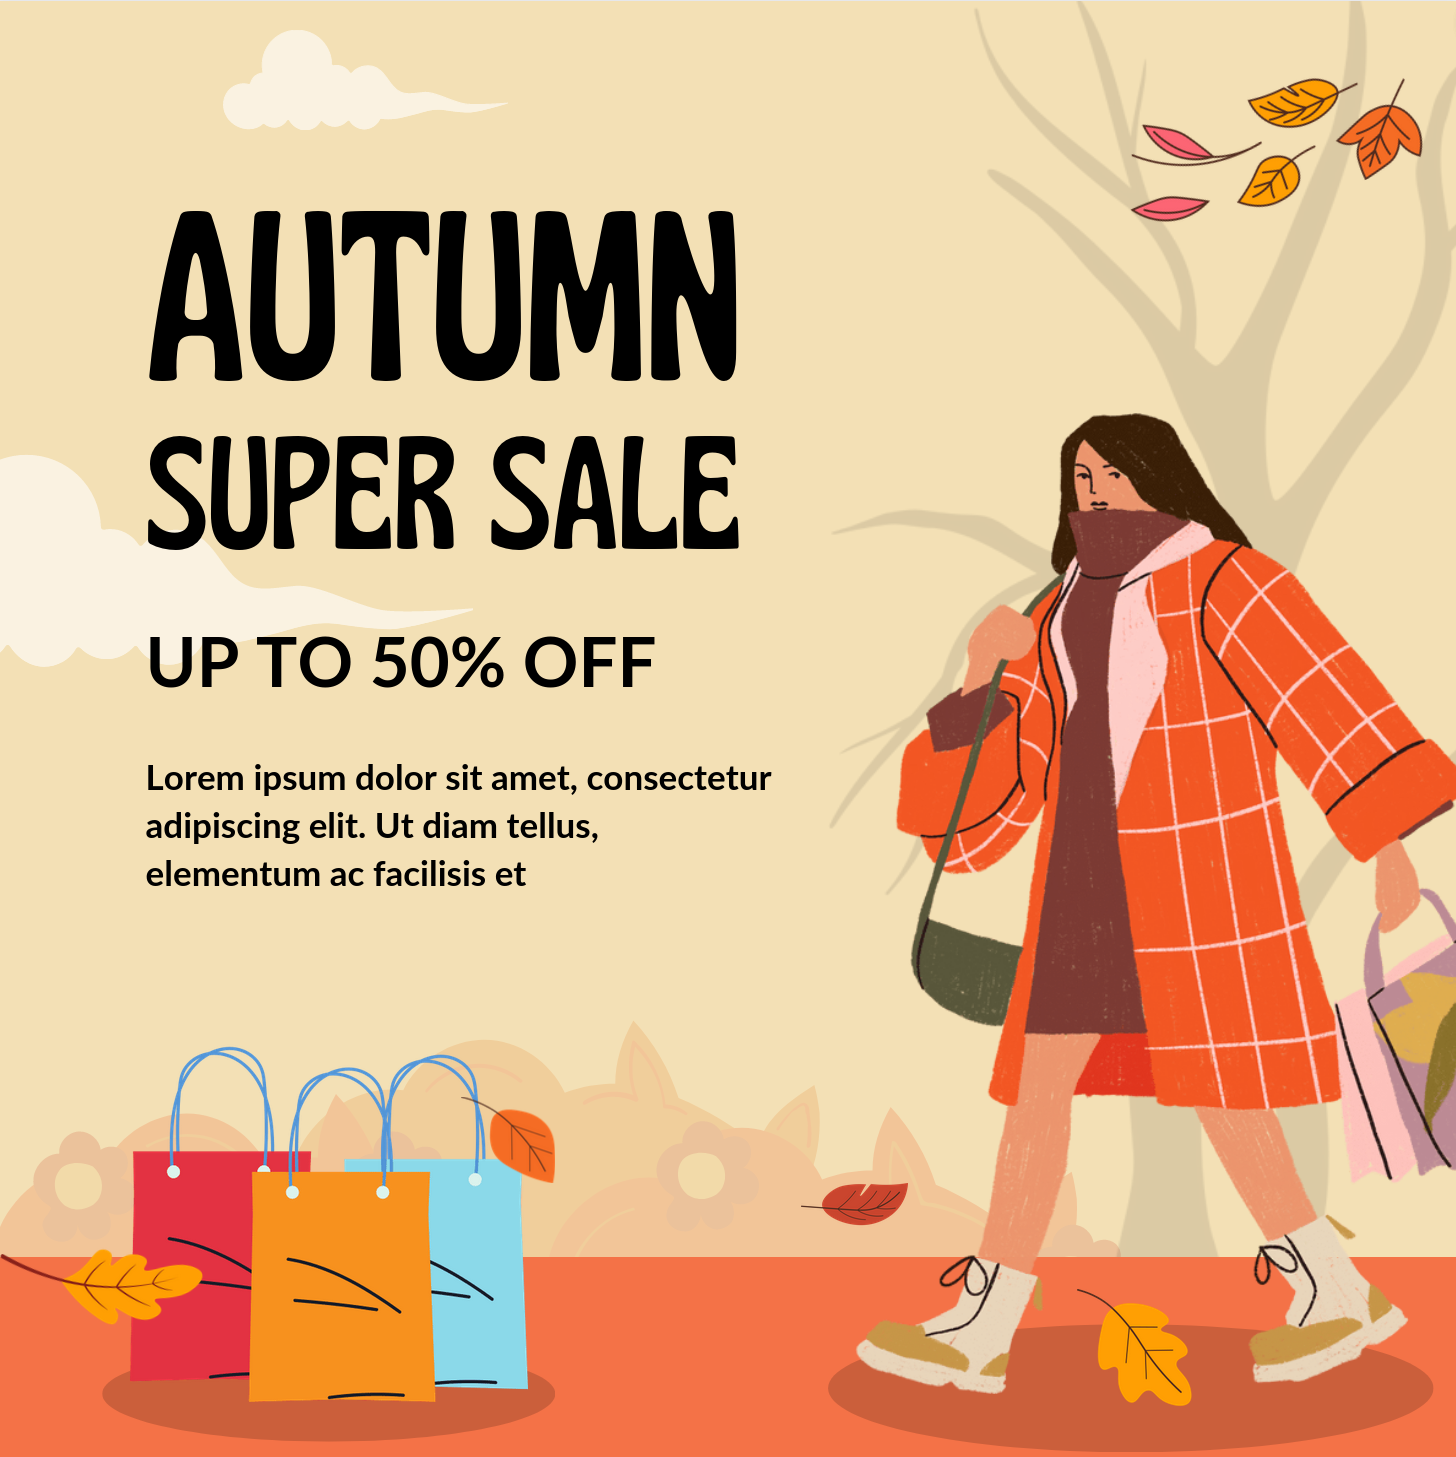 AUTUMN
SUPER SALE
UP TO 50% OFF
Lorem ipsum dolor sit amet, consectetur
adipiscing elit. Ut diam tellus,
elementum ac facilisis et